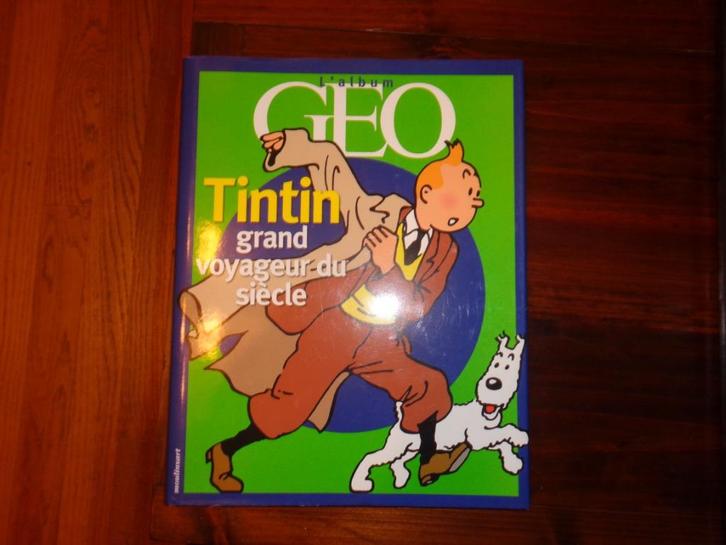 L'album
GEO
Tintin
grand
voyageur du
siècle
moulinsart